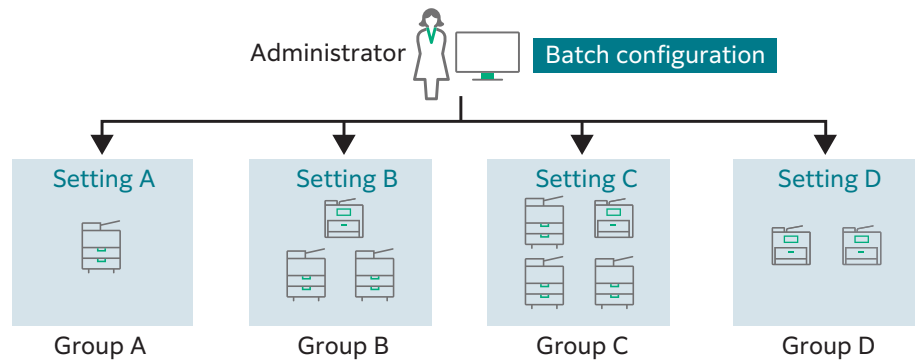 Administrator
Batch configuration
Setting A
Setting B
Setting C
Setting D
Group A
Group B
Group C
Group D